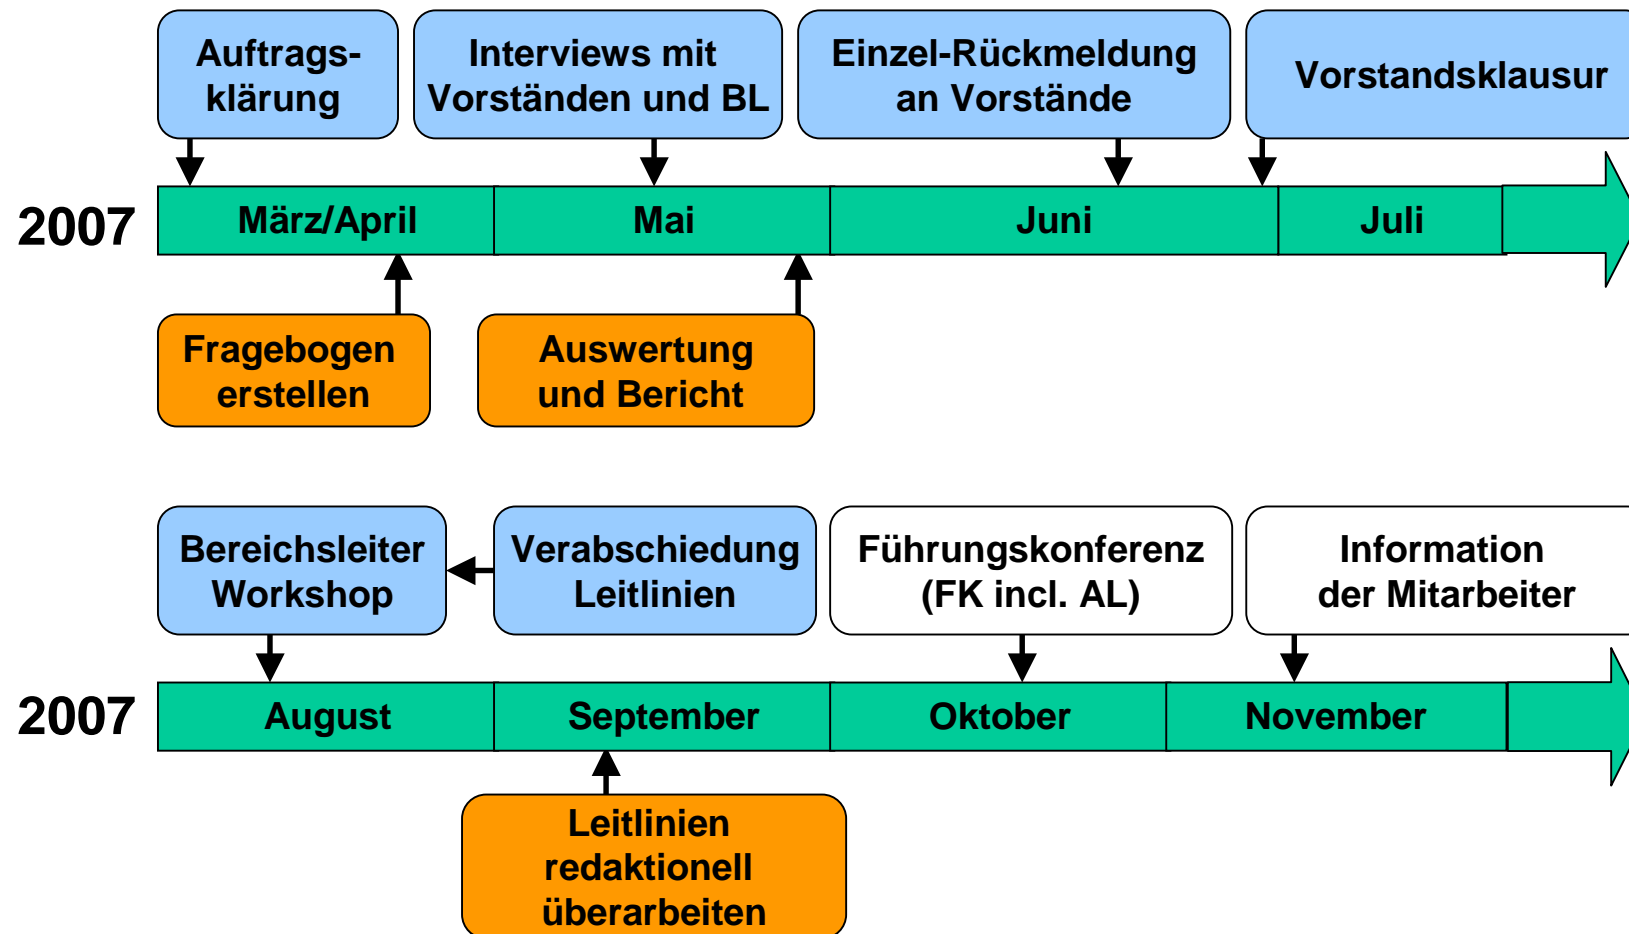 Auftrags-
klärung
Interviews mit
Vorständen und BL
Einzel-Rückmeldung
an Vorstände
Vorstandsklausur
2007
März/April
Mai
Juni
Juli
Fragebogen
erstellen
Auswertung
und Bericht
Bereichsleiter
Workshop
Verabschiedung
Leitlinien
Führungskonferenz
(FK incl. AL)
Information
der Mitarbeiter
2007
August
September
Oktober
November
Leitlinien
redaktionell
überarbeiten